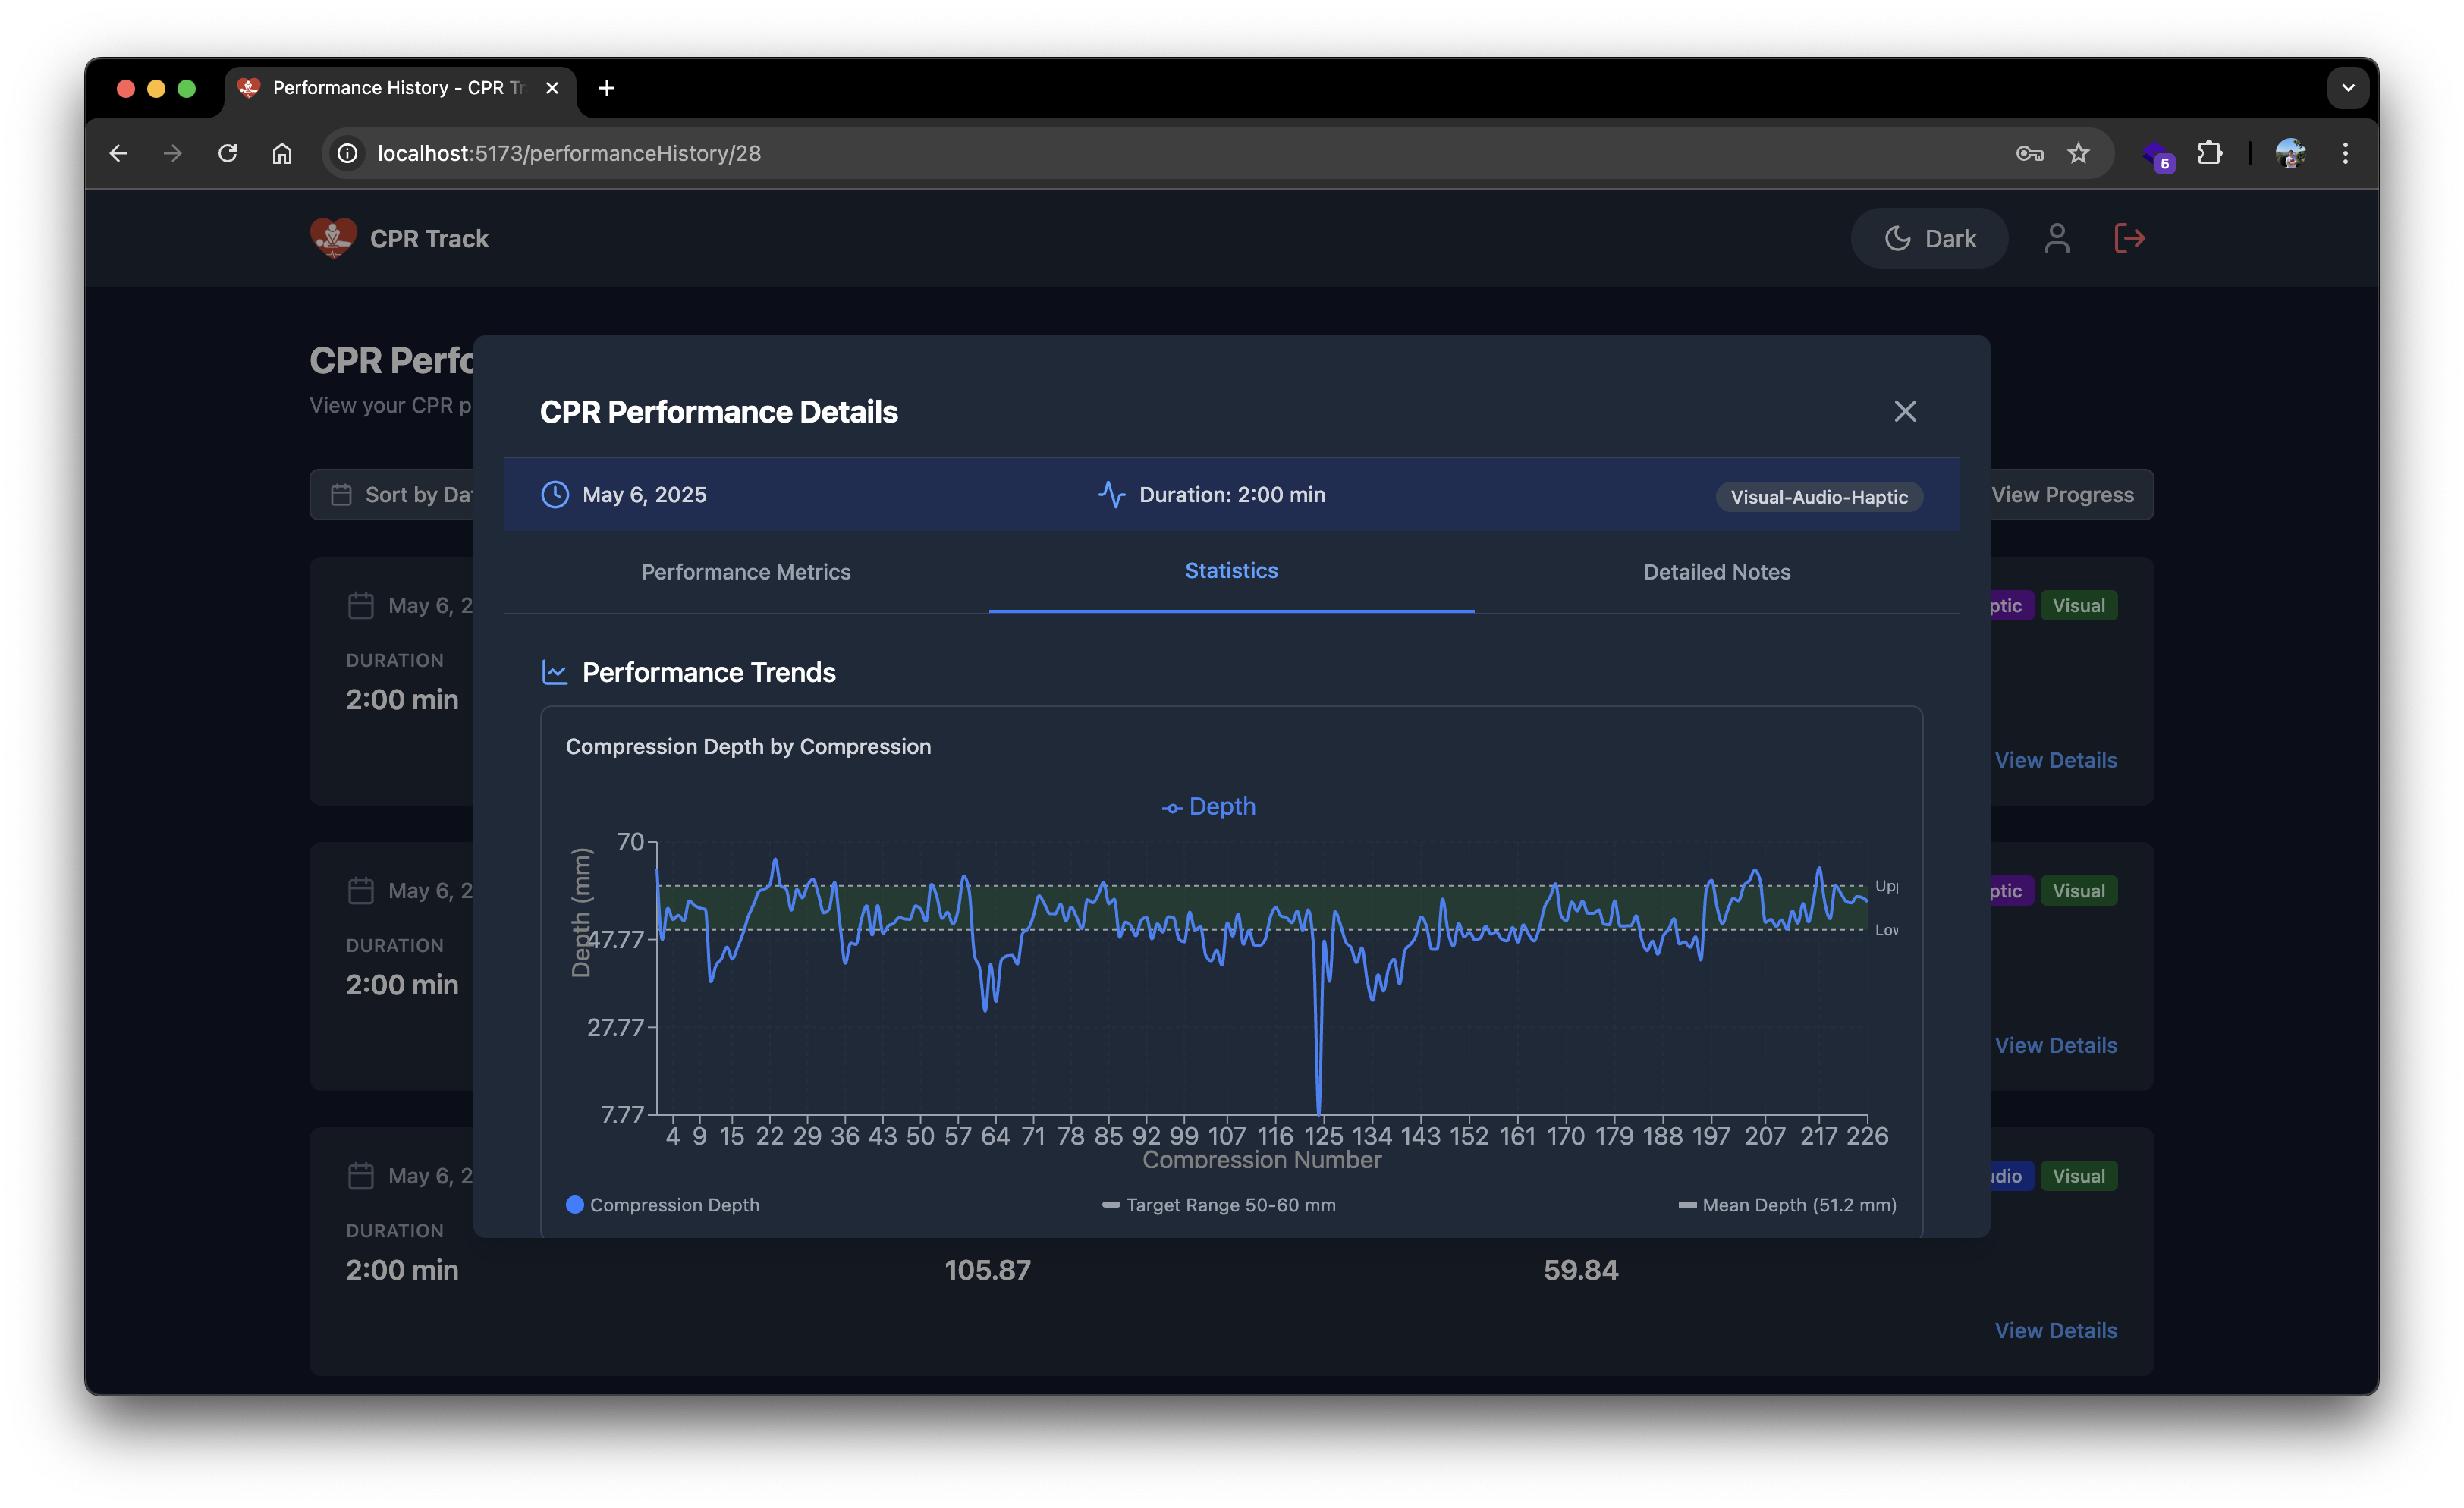 Performance History - CPR Tr
localhost:5173/performanceHistory/28
5
CPR Track
Dark
CPR Perfo
View your CPR p
Sort by Dat
View Progress
CPR Performance Details
May 6, 2025
Duration: 2:00 min
Visual-Audio-Haptic
Performance Metrics
Statistics
Detailed Notes
Performance Trends
Compression Depth by Compression
Depth
Depth (mm)
70
47.77
27.77
7.77
Upp
Low
4 9 15 22 29 36 43 50 57 64 71 78 85 92 99 107 116 125 134 143 152 161 170 179 188 197 207 217 226
Compression Number
Compression Depth
Target Range 50-60 mm
Mean Depth (51.2 mm)
May 6, 2
ptic
Visual
DURATION
2:00 min
View Details
May 6, 2
ptic
Visual
DURATION
2:00 min
View Details
May 6, 2
udio
Visual
DURATION
2:00 min
105.87
59.84
View Details